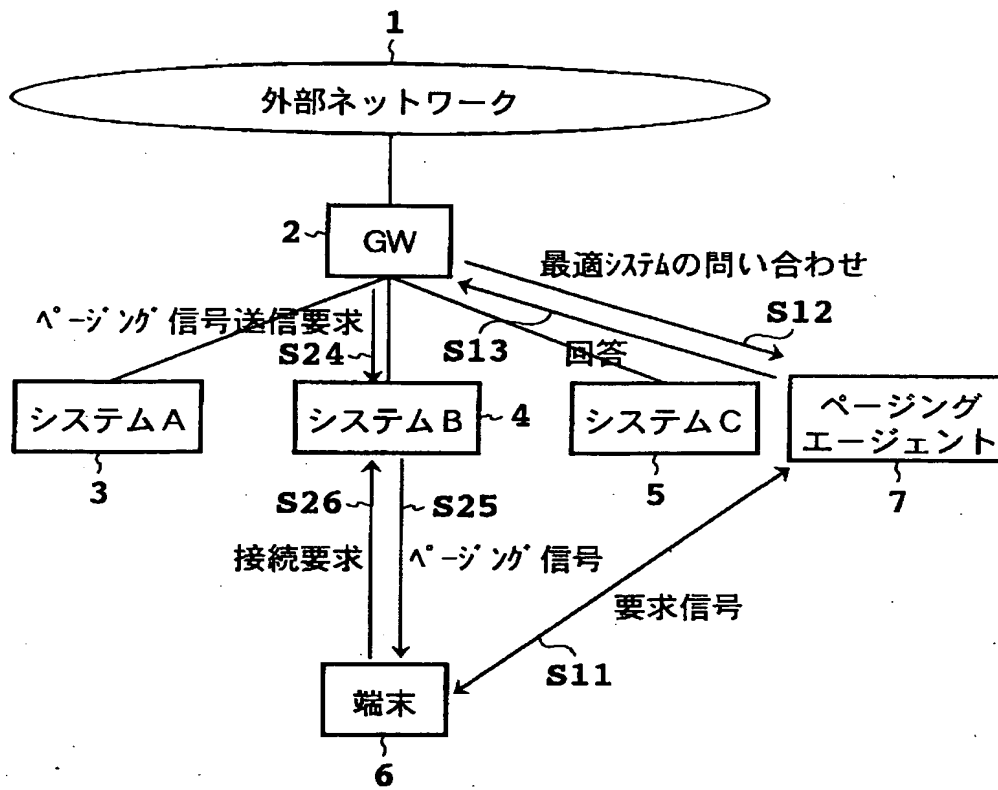 1
外部ネットワーク
2
GW
最適ｼｽﾃﾑの問い合わせ
S12
ﾍﾟｰｼﾞﾝｸﾞ信号送信要求
S24
S13
回答
システムA
システムB
4
システムC
ページング
エージェント
3
5
7
S26
S25
接続要求
ﾍﾟｰｼﾞﾝｸﾞ信号
要求信号
S11
端末
6